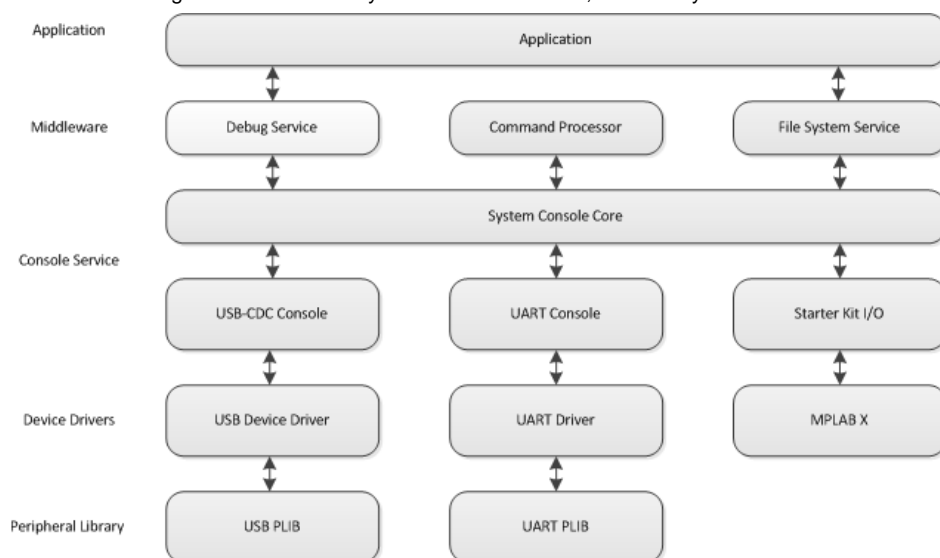 Application
Application
Middleware
Debug Service
Command Processor
File System Service
System Console Core
Console Service
USB-CDC Console
UART Console
Starter Kit I/O
Device Drivers
USB Device Driver
UART Driver
MPLAB X
Peripheral Library
USB PLIB
UART PLIB